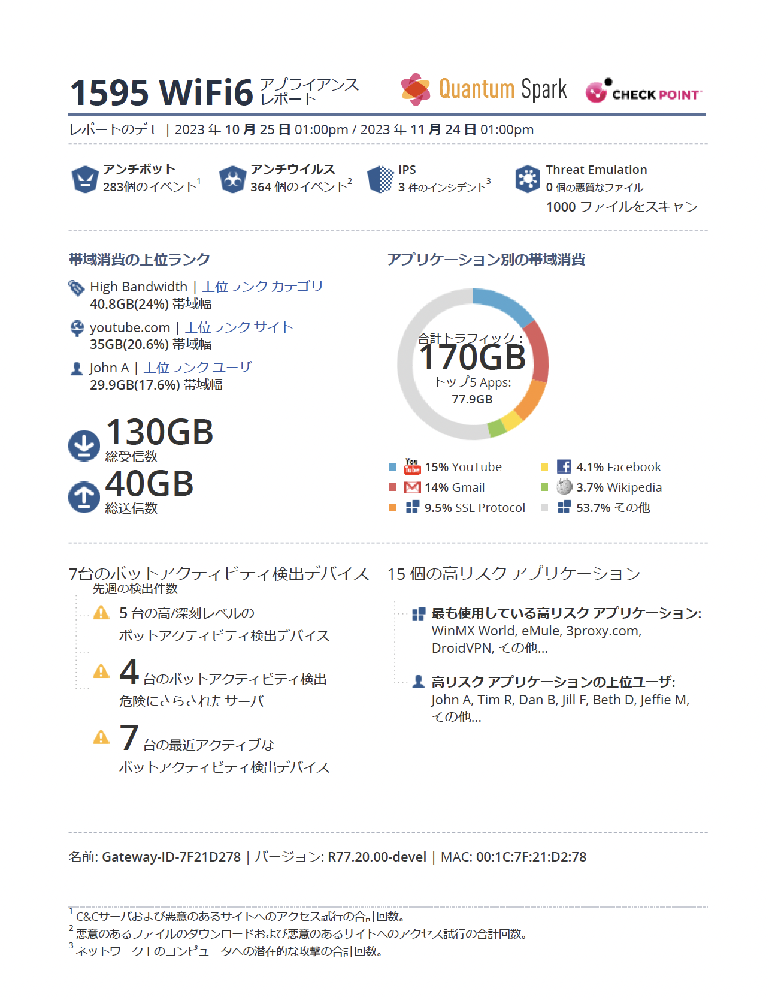 1595 WiFi6 アプライアンス
レポート
Quantum Spark
CHECK POINT™
レポートのデモ | 2023 年 10 月 25 日 01:00pm / 2023 年 11 月 24 日 01:00pm
アンチボット
283個のイベント1
アンチウイルス
364 個のイベント2
IPS
3 件のインシデント3
Threat Emulation
0 個の悪質なファイル
1000 ファイルをスキャン
帯域消費の上位ランク
High Bandwidth | 上位ランク カテゴリ
40.8GB(24%) 帯域幅
youtube.com | 上位ランク サイト
35GB(20.6%) 帯域幅
John A | 上位ランク ユーザ
29.9GB(17.6%) 帯域幅
130GB
総受信数
40GB
総送信数
アプリケーション別の帯域消費
合計トラフィック :
170GB
トップ5 Apps:
77.9GB
You Tube 15% YouTube
14% Gmail
9.5% SSL Protocol
4.1% Facebook
3.7% Wikipedia
53.7% その他
7台のボットアクティビティ検出デバイス
先週の検出件数
5 台の高/深刻レベルの
ボットアクティビティ検出デバイス
4 台のボットアクティビティ検出
危険にさらされたサーバ
7 台の最近アクティブな
ボットアクティビティ検出デバイス
15 個の高リスク アプリケーション
最も使用している高リスク アプリケーション:
WinMX World, eMule, 3proxy.com,
DroidVPN, その他...
高リスク アプリケーションの上位ユーザ:
John A, Tim R, Dan B, Jill F, Beth D, Jeffie M,
その他...
名前: Gateway-ID-7F21D278 | バージョン: R77.20.00-devel | MAC: 00:1C:7F:21:D2:78
1 C&Cサーバおよび悪意のあるサイトへのアクセス試行の合計回数。
2 悪意のあるファイルのダウンロードおよび悪意のあるサイトへのアクセス試行の合計回数。
3 ネットワーク上のコンピュータへの潜在的な攻撃の合計回数。